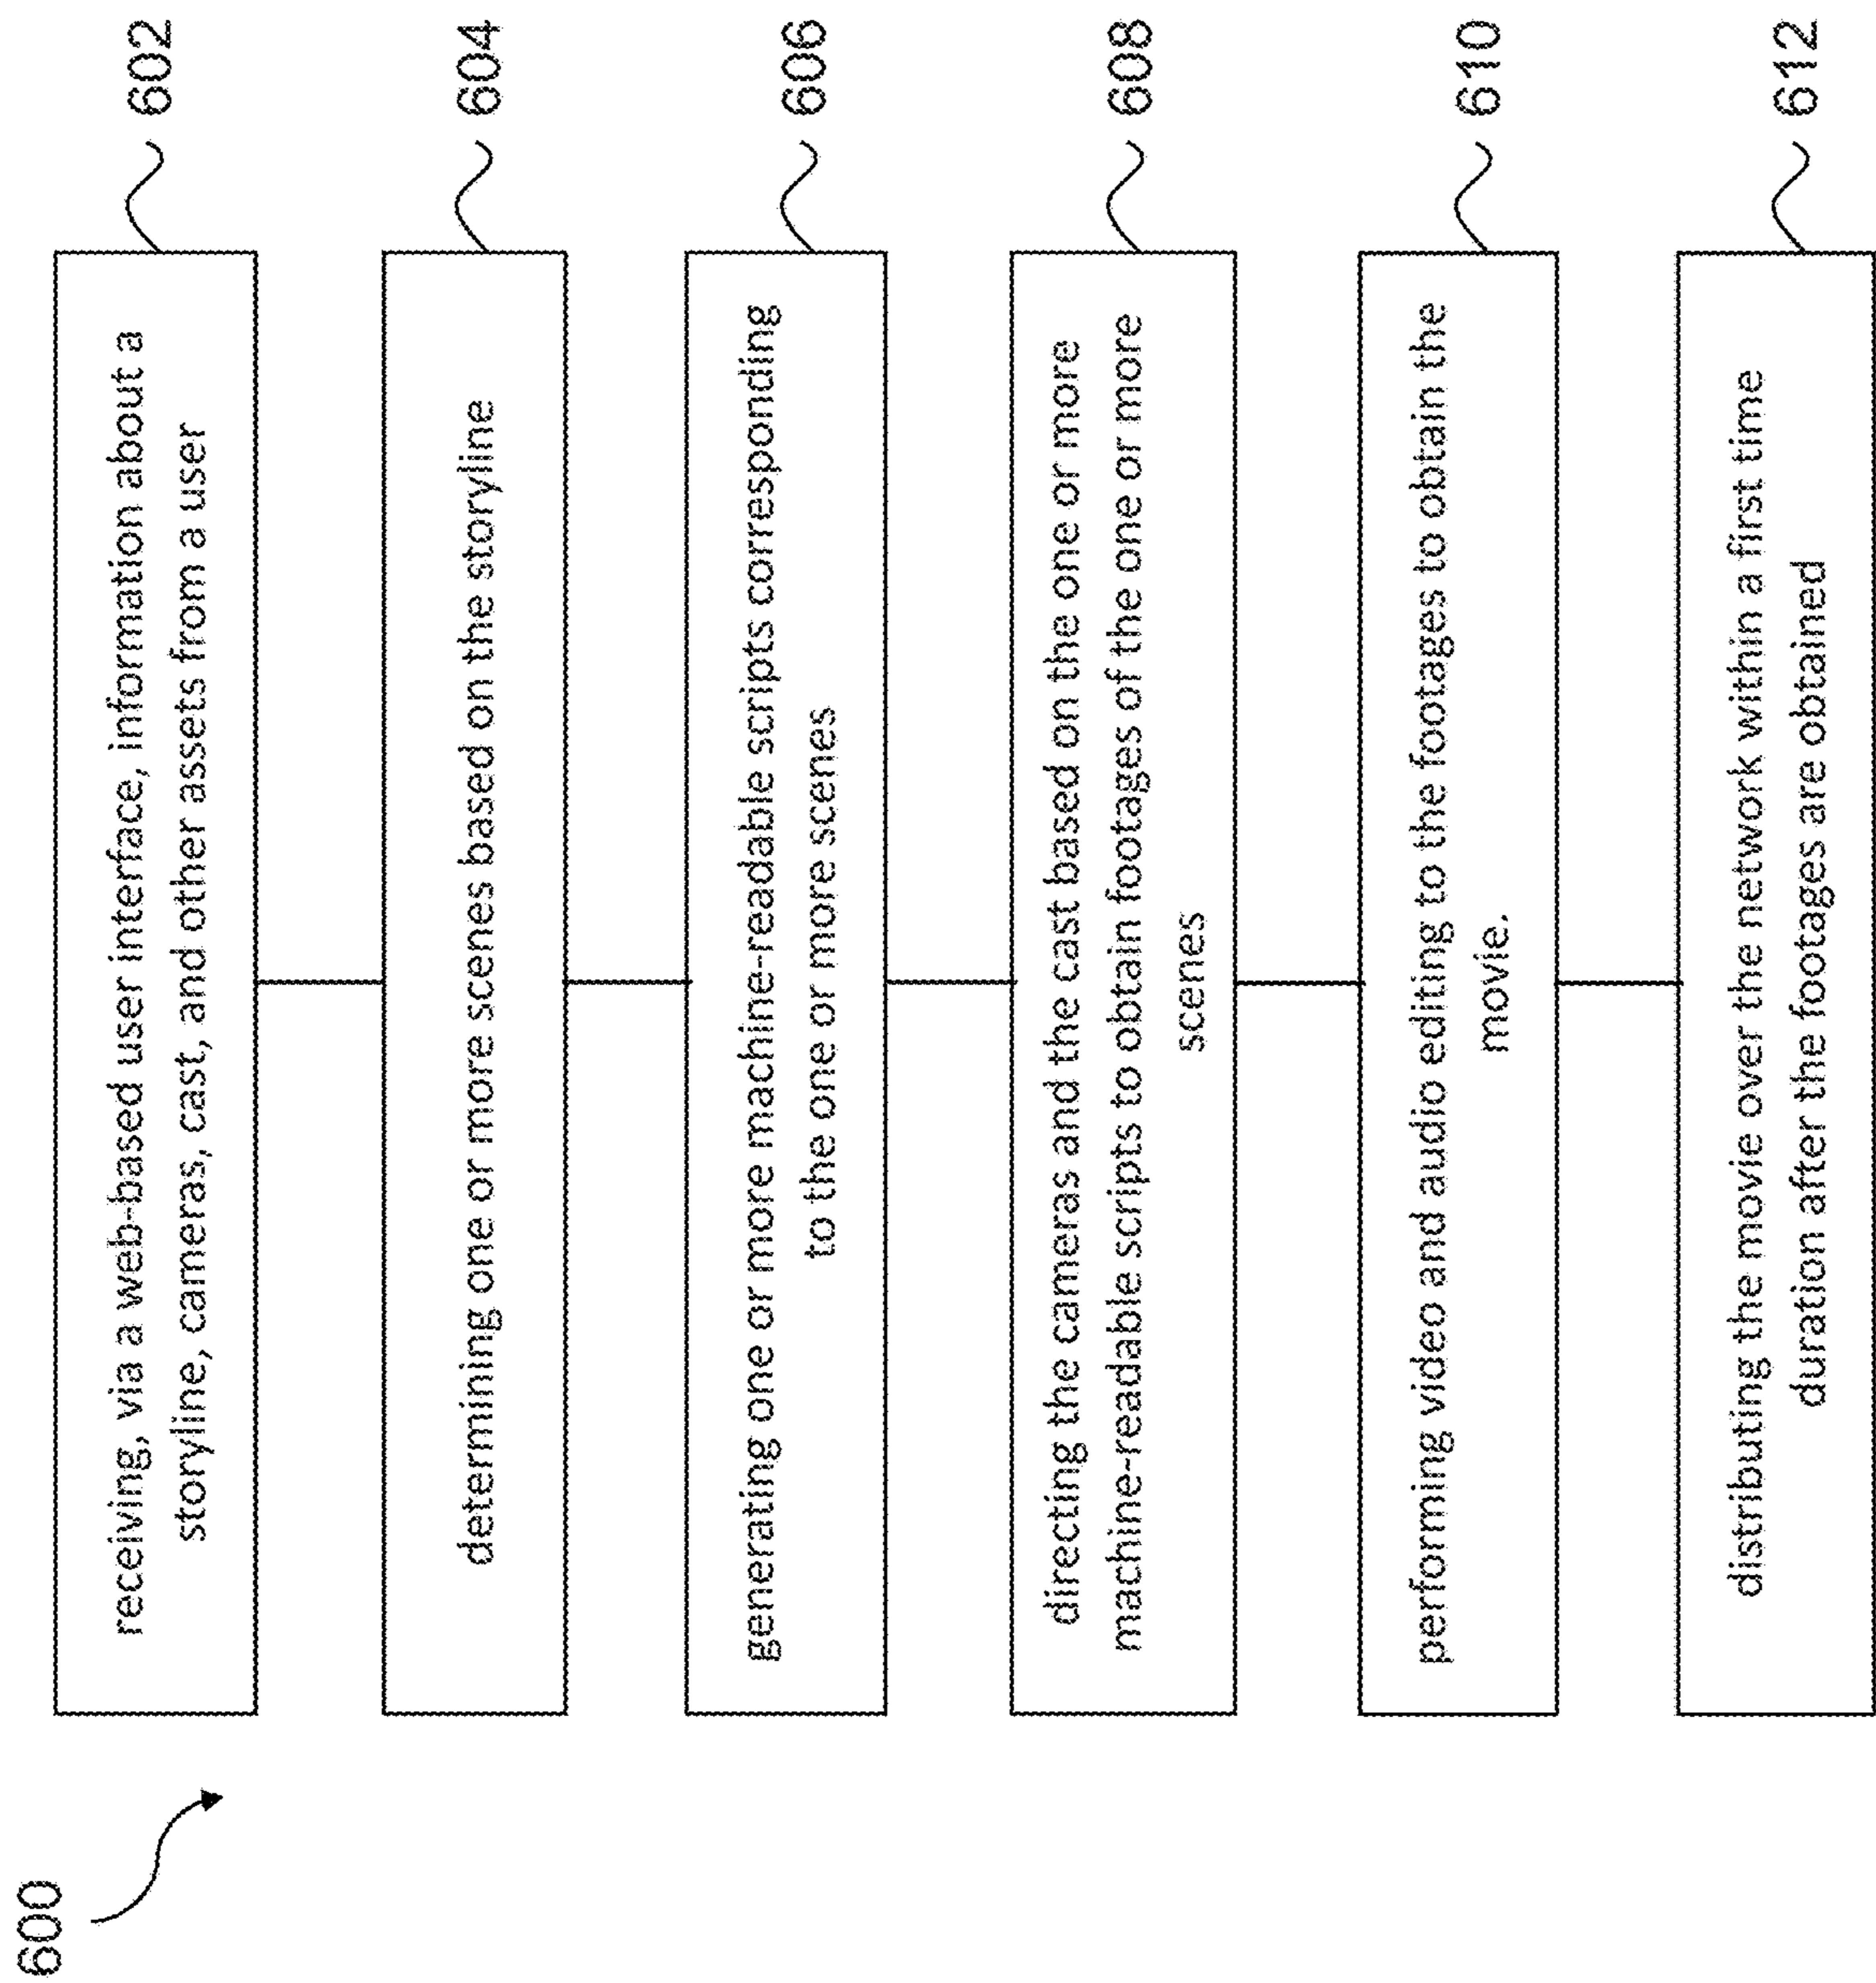 600
receiving, via a web-based user interface, information about a
storyline, cameras, cast, and other assets from a user
602
determining one or more scenes based on the storyline
604
generating one or more machine-readable scripts corresponding
to the one or more scenes
606
directing the cameras and the cast based on the one or more
machine-readable scripts to obtain footages of the one or more
scenes
608
performing video and audio editing to the footages to obtain the
movie.
610
distributing the movie over the network within a first time
duration after the footages are obtained
612